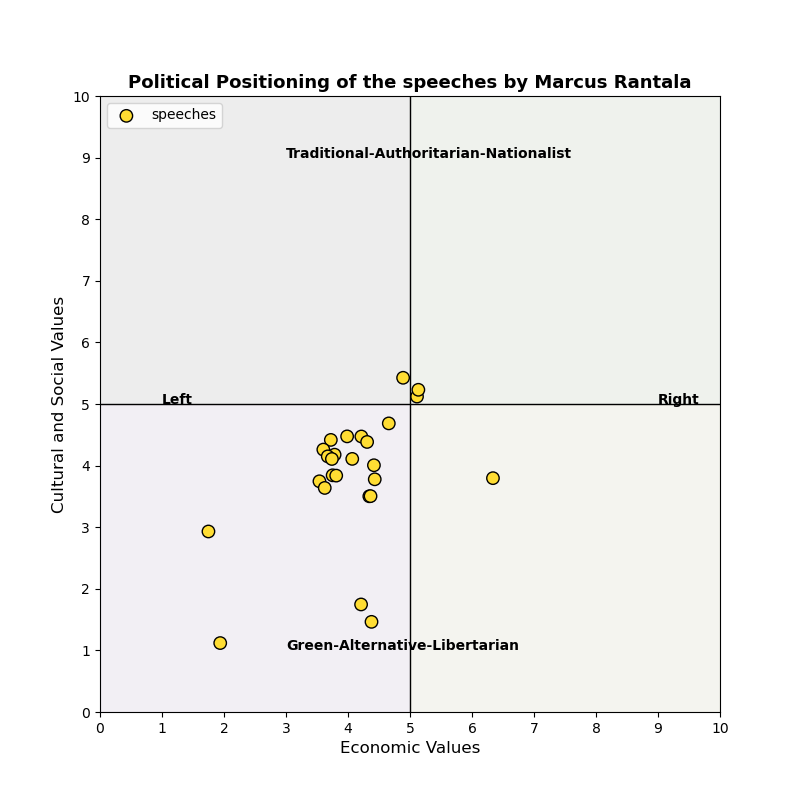 Political Positioning of the speeches by Marcus Rantala
10
speeches
9
Traditional-Authoritarian-Nationalist
8
7
6
5
Left
Right
4
3
2
1
Green-Alternative-Libertarian
0
Cultural and Social Values
0 1 2 3 4 5 6 7 8 9 10
Economic Values